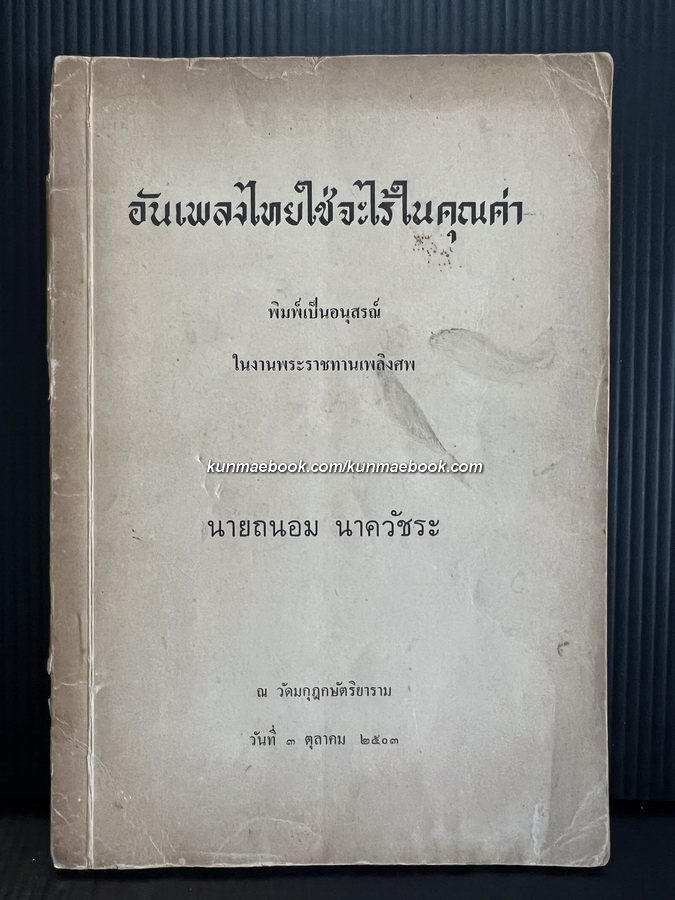 อันเพลงไทยใช่จะไร้ในคุณค่า
พิมพ์เป็นอนุสรณ์
ในงานพระราชทานเพลิงศพ
kunmaebook.com/kunmaebook.com
นายถนอม นาควัชระ
ณ วัดมกุฎกษัตริยาราม
วันที่ ๓ ตุลาคม ๒๕๐๓